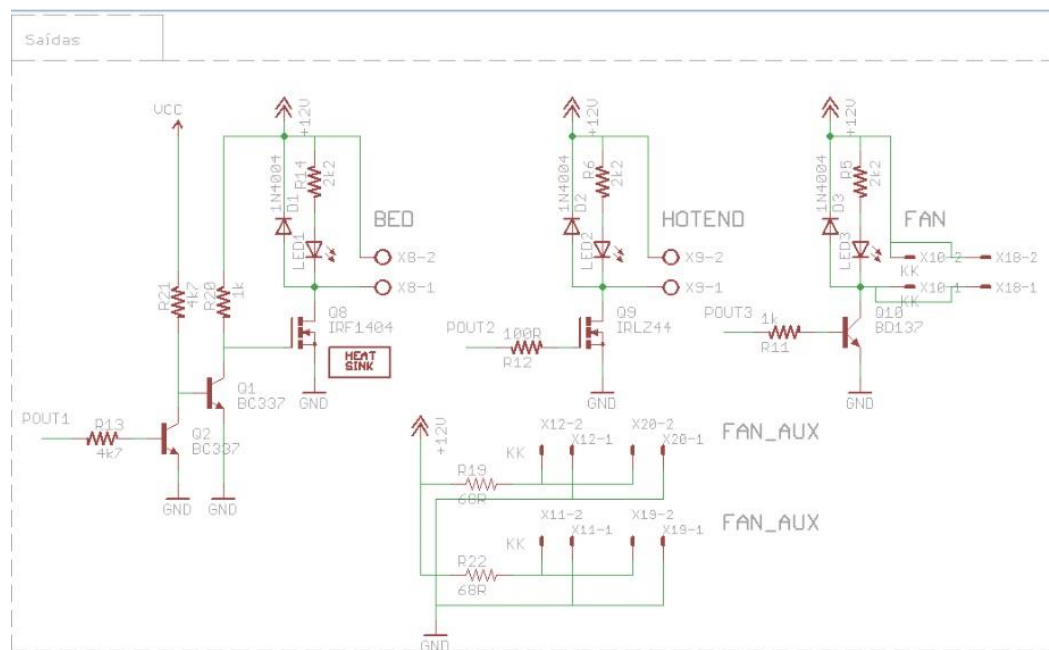 Saídas
VCC
+12V
1N4004
D1
R14
2k2
LED1
BED
X8-2
X8-1
R21
4k7
R20
1k
Q8
IRF1404
HEAT
SINK
GND
Q1
BC337
POUT1
R13
4k7
Q2
BC337
GND
GND
+12V
1N4004
D2
R6
2k2
LED2
HOTEND
X9-2
X9-1
Q9
IRLZ44
POUT2
100R
R12
GND
+12V
1N4004
D3
R5
2k2
LED3
FAN
X10-2
X18-2
KK
X10-1
X18-1
KK
Q10
BD137
POUT3
1k
R11
GND
+12V
X12-2
X12-1
X20-2
X20-1
FAN_AUX
KK
R19
68R
X11-2
X11-1
X19-2
X19-1
FAN_AUX
KK
R22
68R
GND